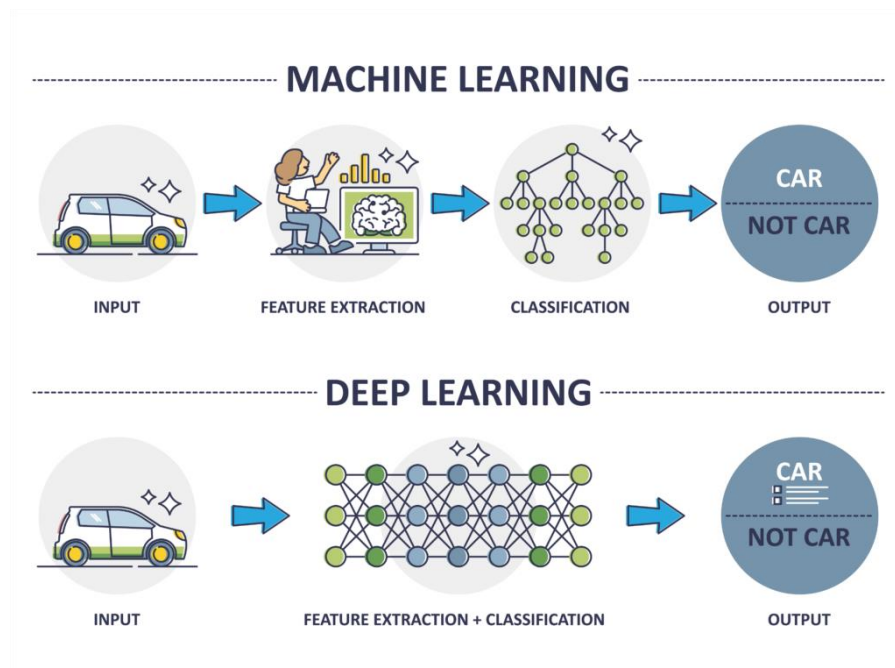 MACHINE LEARNING
CAR
NOT CAR
INPUT
FEATURE EXTRACTION
CLASSIFICATION
OUTPUT
DEEP LEARNING
CAR
NOT CAR
INPUT
FEATURE EXTRACTION + CLASSIFICATION
OUTPUT